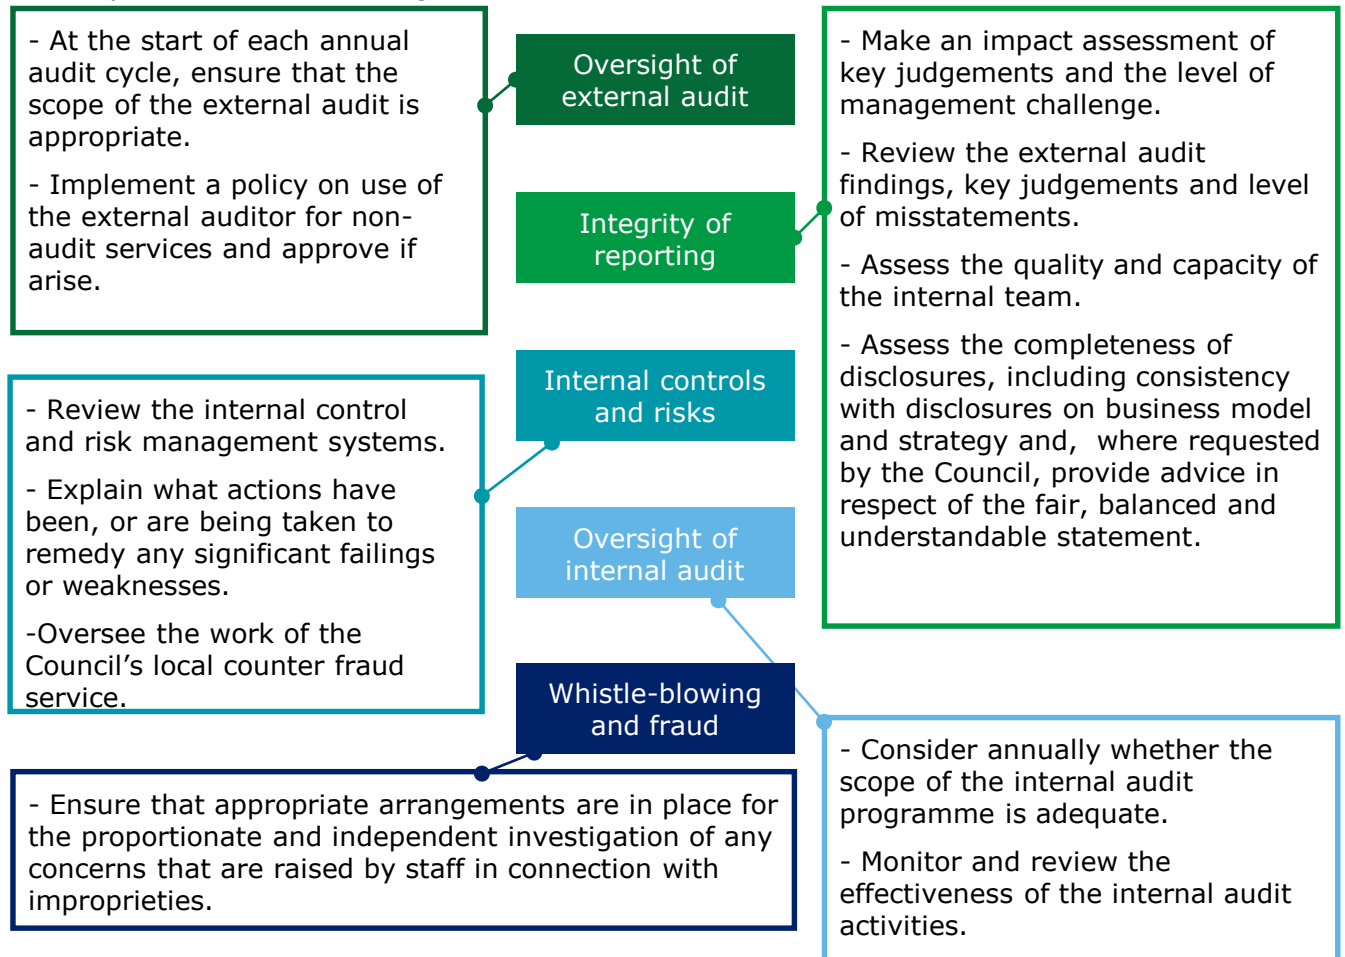 - At the start of each annual
audit cycle, ensure that the
scope of the external audit is
appropriate.
- Implement a policy on use of
the external auditor for non-
audit services and approve if
arise.
Oversight of
external audit
Integrity of
reporting
- Make an impact assessment of
key judgements and the level of
management challenge.
- Review the external audit
findings, key judgements and level
of misstatements.
- Assess the quality and capacity of
the internal team.
- Assess the completeness of
disclosures, including consistency
with disclosures on business model
and strategy and, where requested
by the Council, provide advice in
respect of the fair, balanced and
understandable statement.
Internal controls
and risks
- Review the internal control
and risk management systems.
- Explain what actions have
been, or are being taken to
remedy any significant failings
or weaknesses.
-Oversee the work of the
Council’s local counter fraud
service.
Oversight of
internal audit
Whistle-blowing
and fraud
- Ensure that appropriate arrangements are in place for
the proportionate and independent investigation of any
concerns that are raised by staff in connection with
improprieties.
- Consider annually whether the
scope of the internal audit
programme is adequate.
- Monitor and review the
effectiveness of the internal audit
activities.